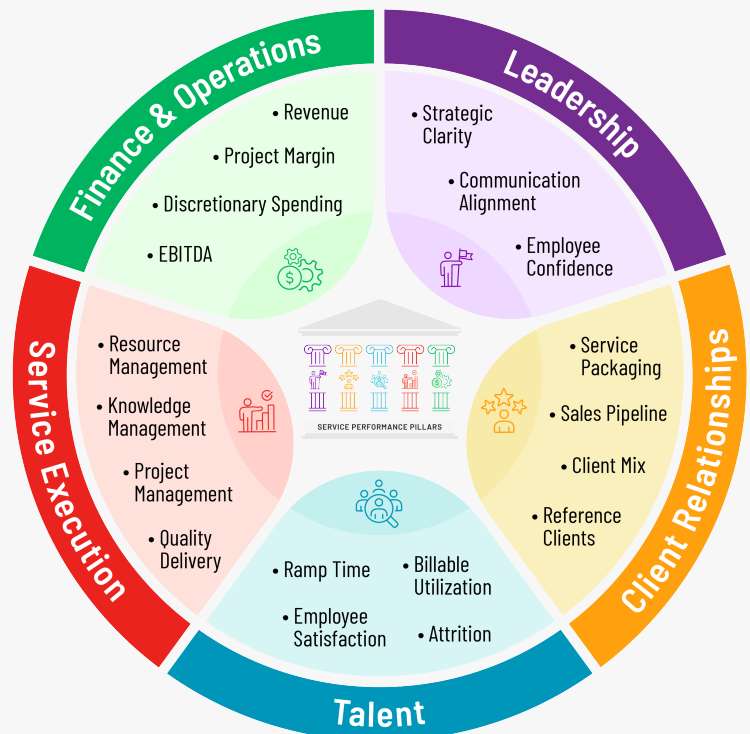 Finance & Operations
• Revenue
• Project Margin
• Discretionary Spending
• EBITDA
Leadership
• Strategic
Clarity
• Communication
Alignment
• Employee
Confidence
Client Relationships
• Service
Packaging
• Sales Pipeline
• Client Mix
• Reference
Clients
Talent
• Ramp Time
• Billable
Utilization
• Employee
Satisfaction
• Attrition
Service Execution
• Resource
Management
• Knowledge
Management
• Project
Management
• Quality
Delivery
$
SERVICE PERFORMANCE PILLARS